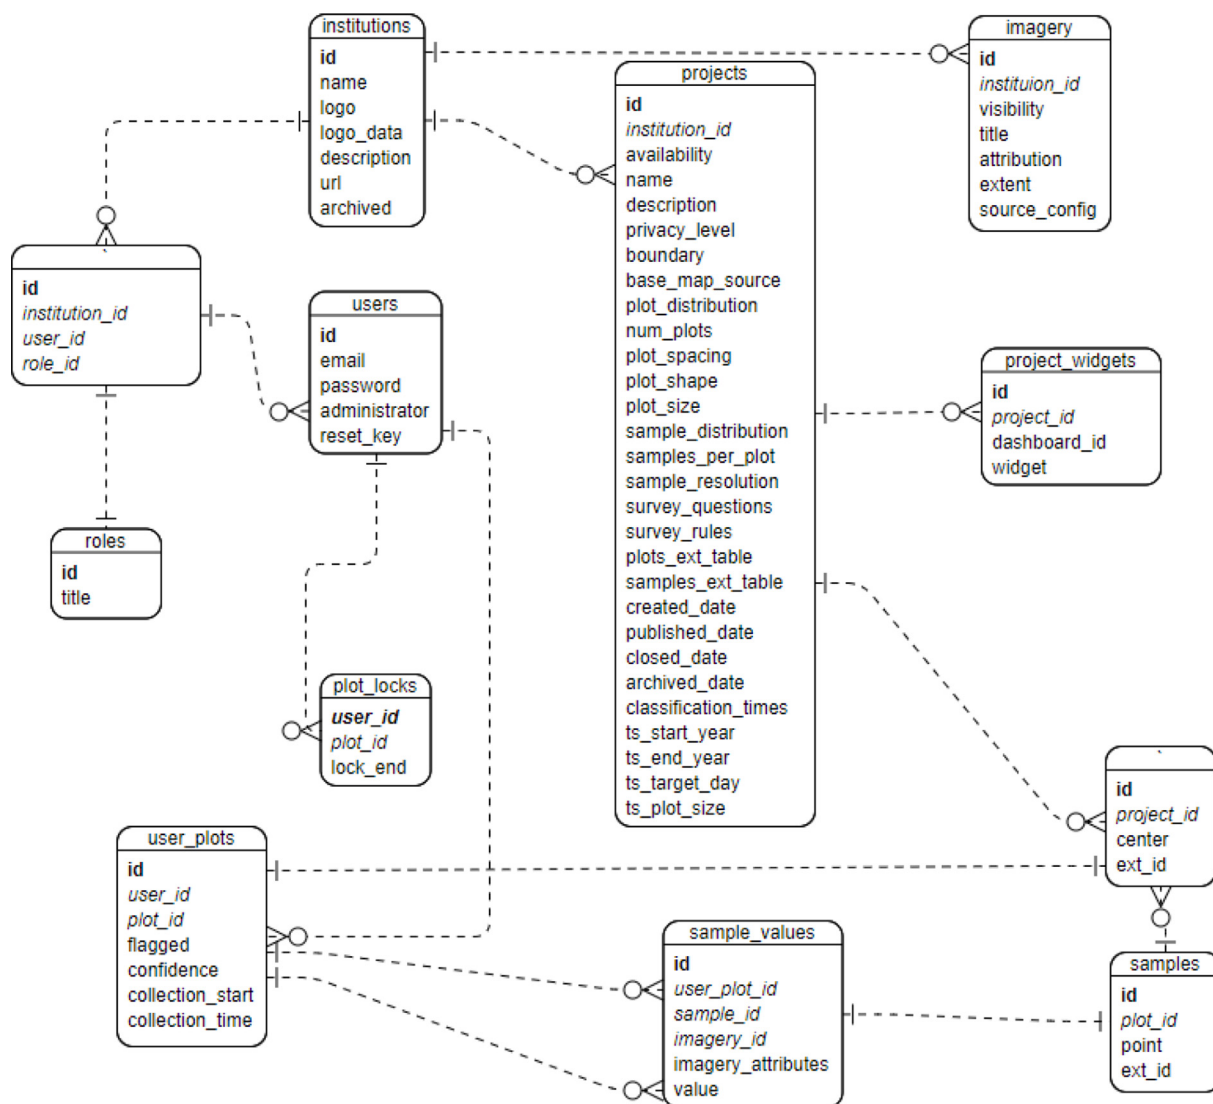 institutions
id
name
logo
logo_data
description
url
archived
imagery
id
instituion_id
visibility
title
attribution
extent
source_config
projects
id
institution_id
availability
name
description
privacy_level
boundary
base_map_source
plot_distribution
num_plots
plot_spacing
plot_shape
plot_size
sample_distribution
samples_per_plot
sample_resolution
survey_questions
survey_rules
plots_ext_table
samples_ext_table
created_date
published_date
closed_date
archived_date
classification_times
ts_start_year
ts_end_year
ts_target_day
ts_plot_size
id
institution_id
user_id
role_id
users
id
email
password
administrator
reset_key
project_widgets
id
project_id
dashboard_id
widget
roles
id
title
plot_locks
user_id
plot_id
lock_end
id
project_id
center
ext_id
user_plots
id
user_id
plot_id
flagged
confidence
collection_start
collection_time
sample_values
id
user_plot_id
sample_id
imagery_id
imagery_attributes
value
samples
id
plot_id
point
ext_id